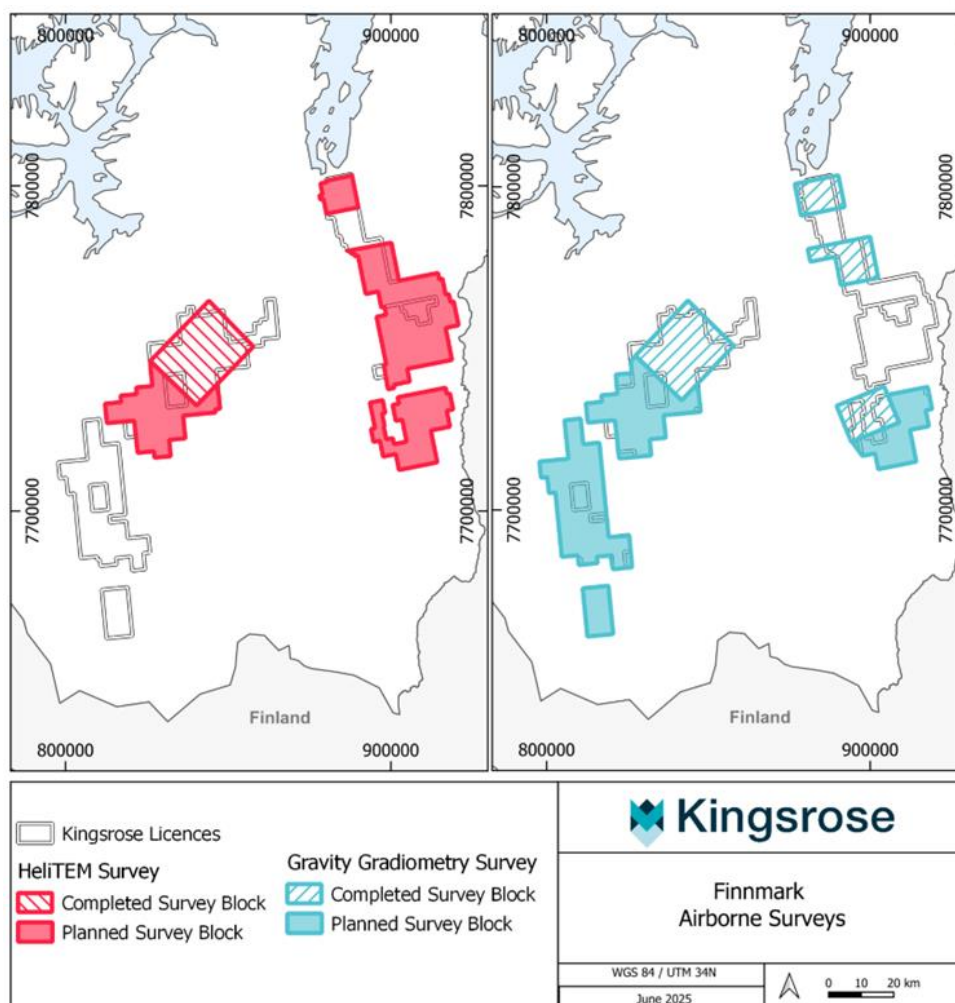 800000
900000
800000
900000
7800000
7800000
7800000
7700000
7700000
7700000
Finland
Finland
800000
900000
800000
900000
Kingsrose Licences
HeliTEM Survey
Completed Survey Block
Planned Survey Block
Gravity Gradiometry Survey
Completed Survey Block
Planned Survey Block
Kingsrose
Finnmark
Airborne Surveys
WGS 84 / UTM 34N
June 2025
0 10 20 km